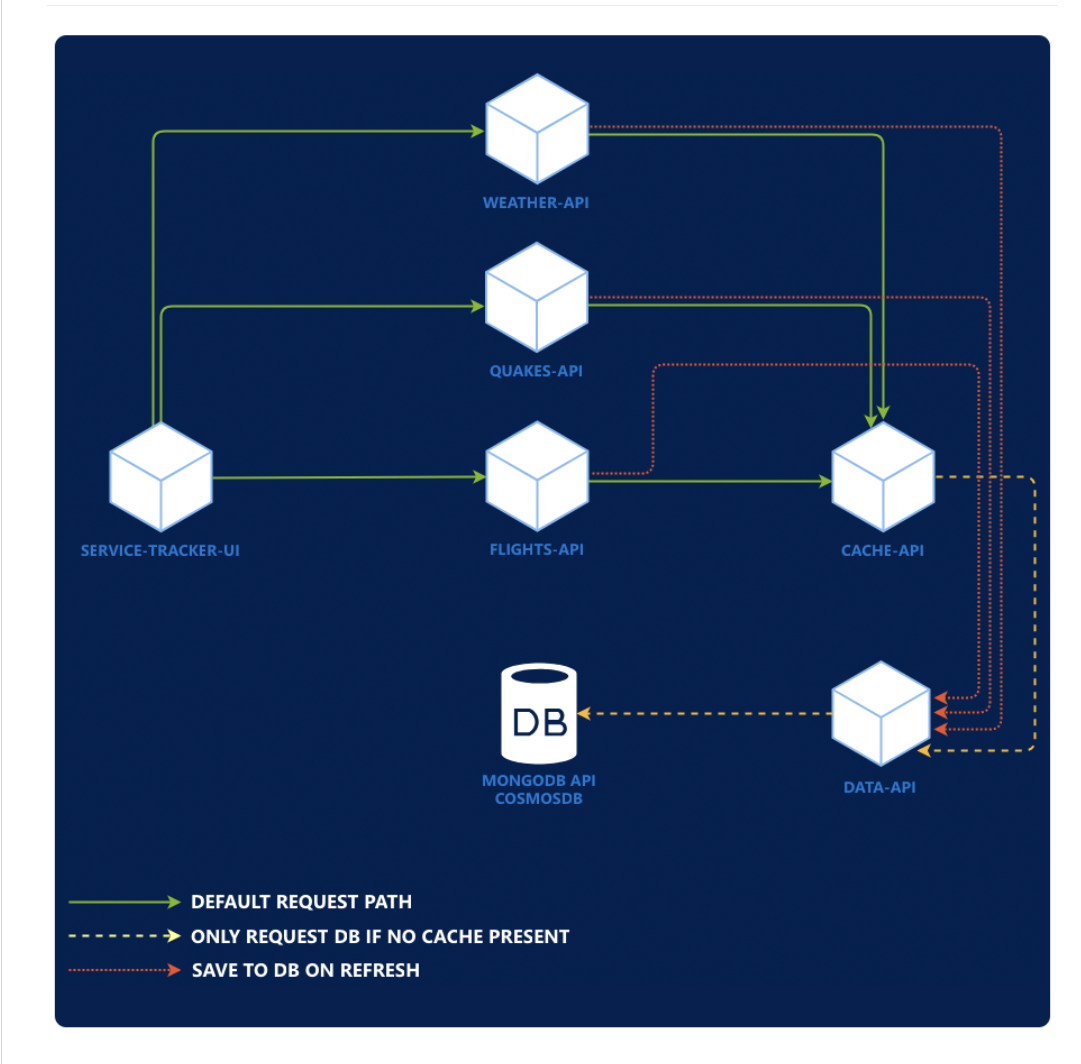 WEATHER-API
QUAKES-API
SERVICE-TRACKER-UI
FLIGHTS-API
CACHE-API
DB
MONGODB API
COSMOSDB
DATA-API
DEFAULT REQUEST PATH
ONLY REQUEST DB IF NO CACHE PRESENT
SAVE TO DB ON REFRESH